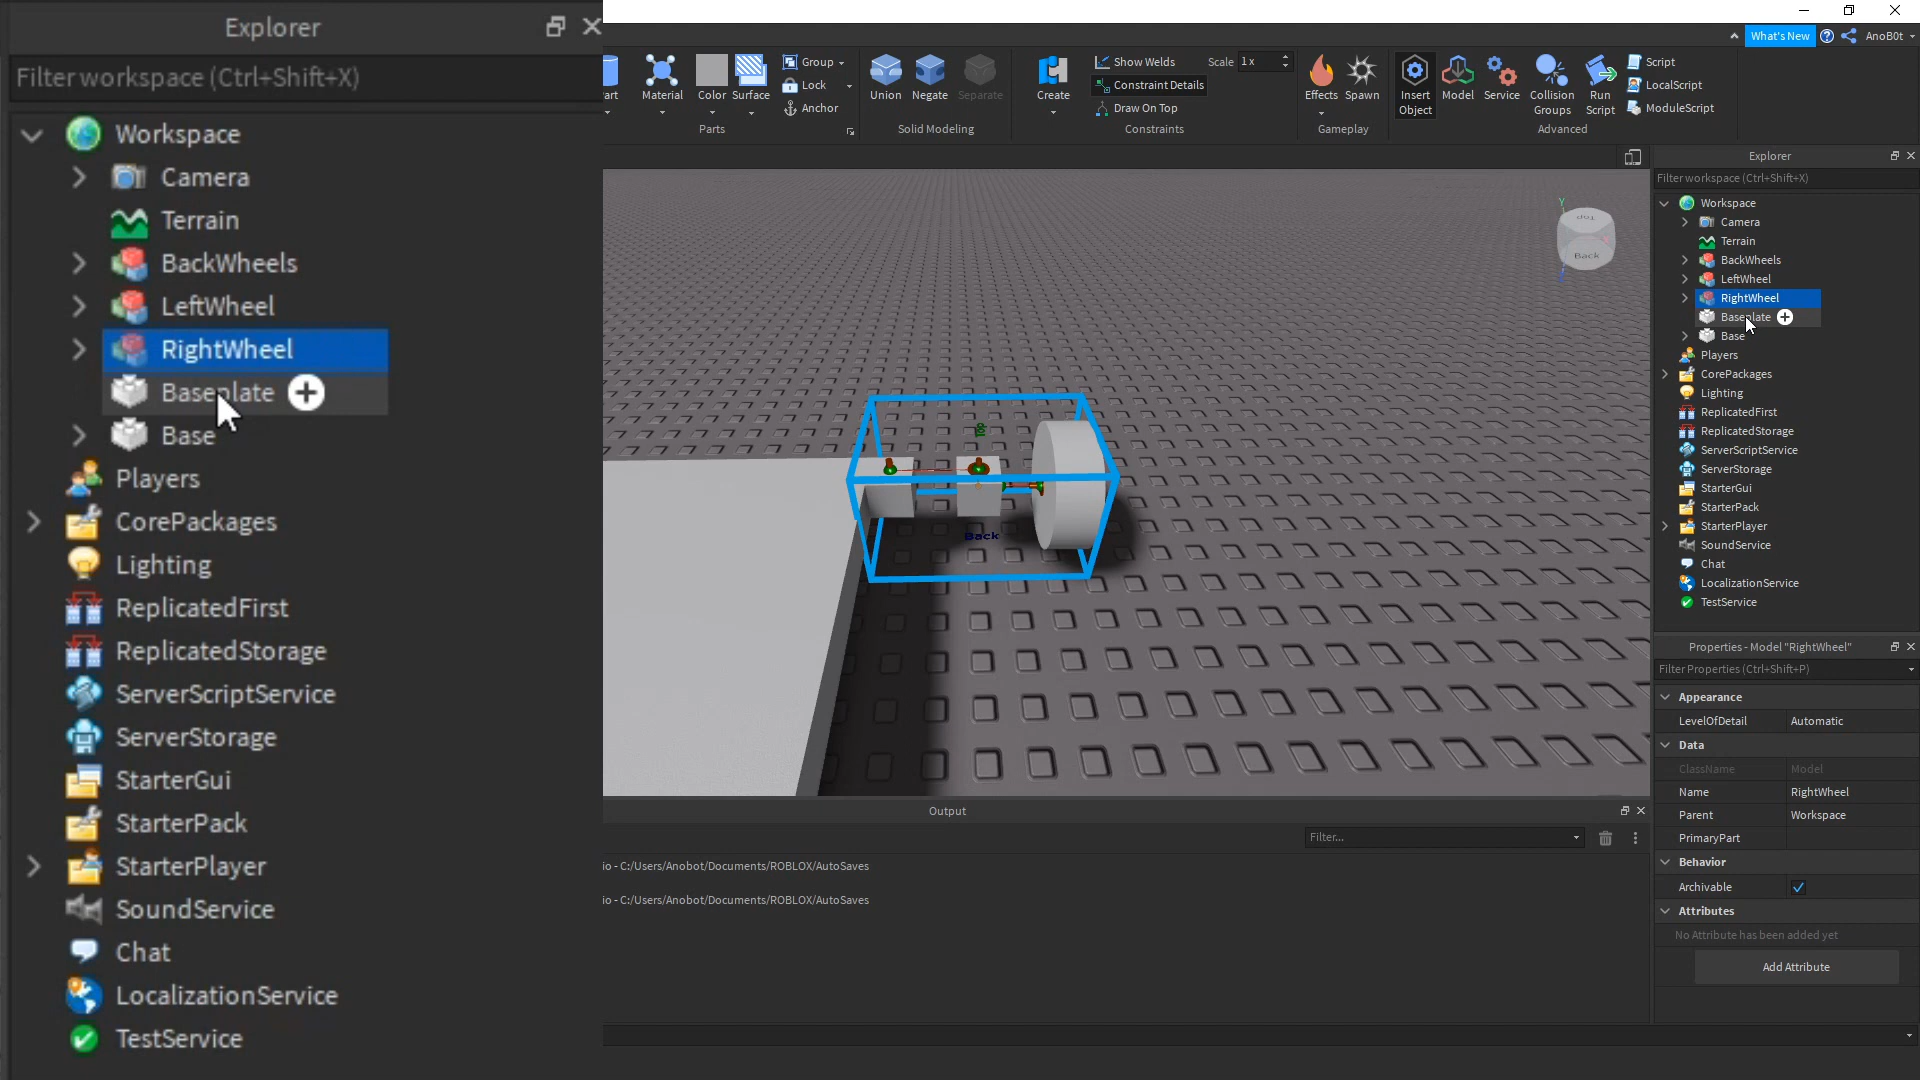 Explorer
Filter workspace (Ctrl+Shift+X)
Workspace
Camera
Terrain
BackWheels
LeftWheel
RightWheel
Baseplate
Base
Players
CorePackages
Lighting
ReplicatedFirst
ReplicatedStorage
ServerScriptService
ServerStorage
StarterGui
StarterPack
StarterPlayer
SoundService
Chat
LocalizationService
TestService
What's New
AnoB0t
Material
Color
Surface
Group
Lock
Anchor
Parts
Union
Negate
Separate
Solid Modeling
Create
Show Welds
Scale 1x
Constraint Details
Draw On Top
Constraints
Effects
Spawn
Gameplay
Insert Object
Model
Service
Collision Groups
Run Script
Script
LocalScript
ModuleScript
Advanced
Y
Top
Back
Top
Back
Explorer
Filter workspace (Ctrl+Shift+X)
Workspace
Camera
Terrain
BackWheels
LeftWheel
RightWheel
Baseplate
Base
Players
CorePackages
Lighting
ReplicatedFirst
ReplicatedStorage
ServerScriptService
ServerStorage
StarterGui
StarterPack
StarterPlayer
SoundService
Chat
LocalizationService
TestService
Properties - Model "RightWheel"
Filter Properties (Ctrl+Shift+P)
Appearance
LevelOfDetail Automatic
Data
ClassName Model
Name RightWheel
Parent Workspace
PrimaryPart
Behavior
Archivable
Attributes
No Attribute has been added yet
Add Attribute
Output
Filter...
io - C:/Users/Anobot/Documents/ROBLOX/AutoSaves
io - C:/Users/Anobot/Documents/ROBLOX/AutoSaves